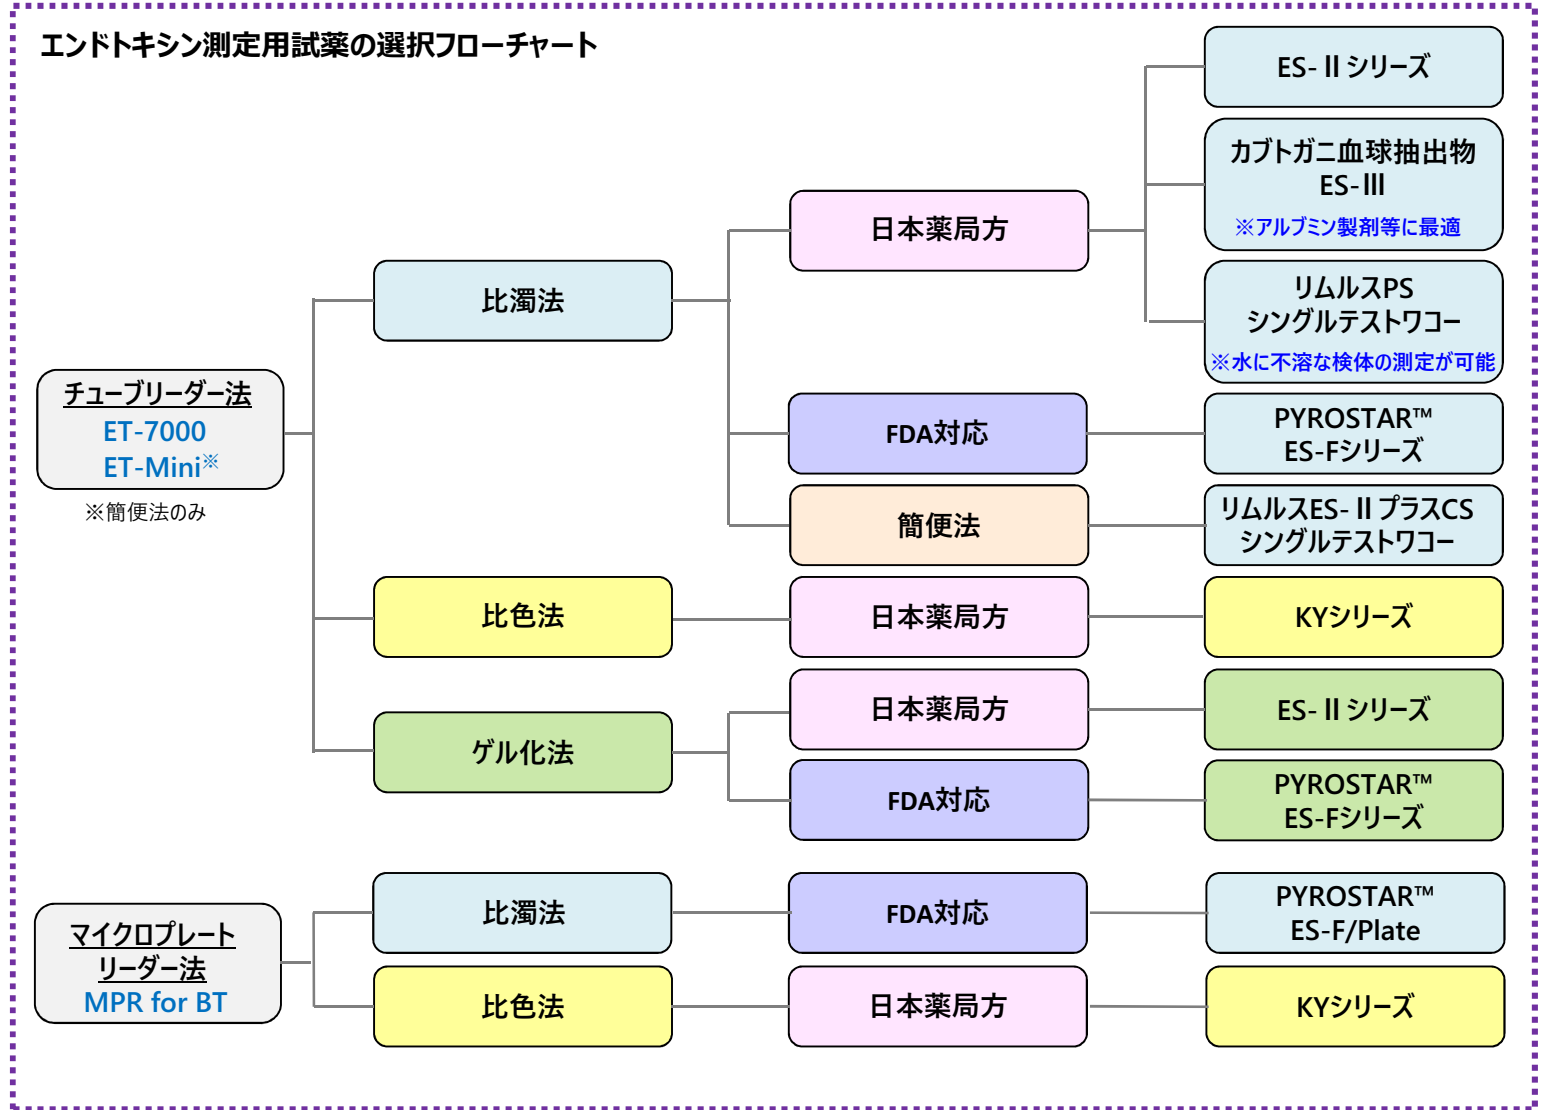 エンドトキシン測定用試薬の選択フローチャート
チューブリーダー法
ET-7000
ET-Mini※
※簡便法のみ
比濁法
日本薬局方
ES-Ⅱシリーズ
カブトガニ血球抽出物
ES-Ⅲ
※アルブミン製剤等に最適
リムルスPS
シングルテストワコー
※水に不溶な検体の測定が可能
FDA対応
PYROSTAR™
ES-Fシリーズ
簡便法
リムルスES-ⅡプラスCS
シングルテストワコー
比色法
日本薬局方
KYシリーズ
ゲル化法
日本薬局方
ES-Ⅱシリーズ
FDA対応
PYROSTAR™
ES-Fシリーズ
マイクロプレート
リーダー法
MPR for BT
比濁法
FDA対応
PYROSTAR™
ES-F/Plate
比色法
日本薬局方
KYシリーズ